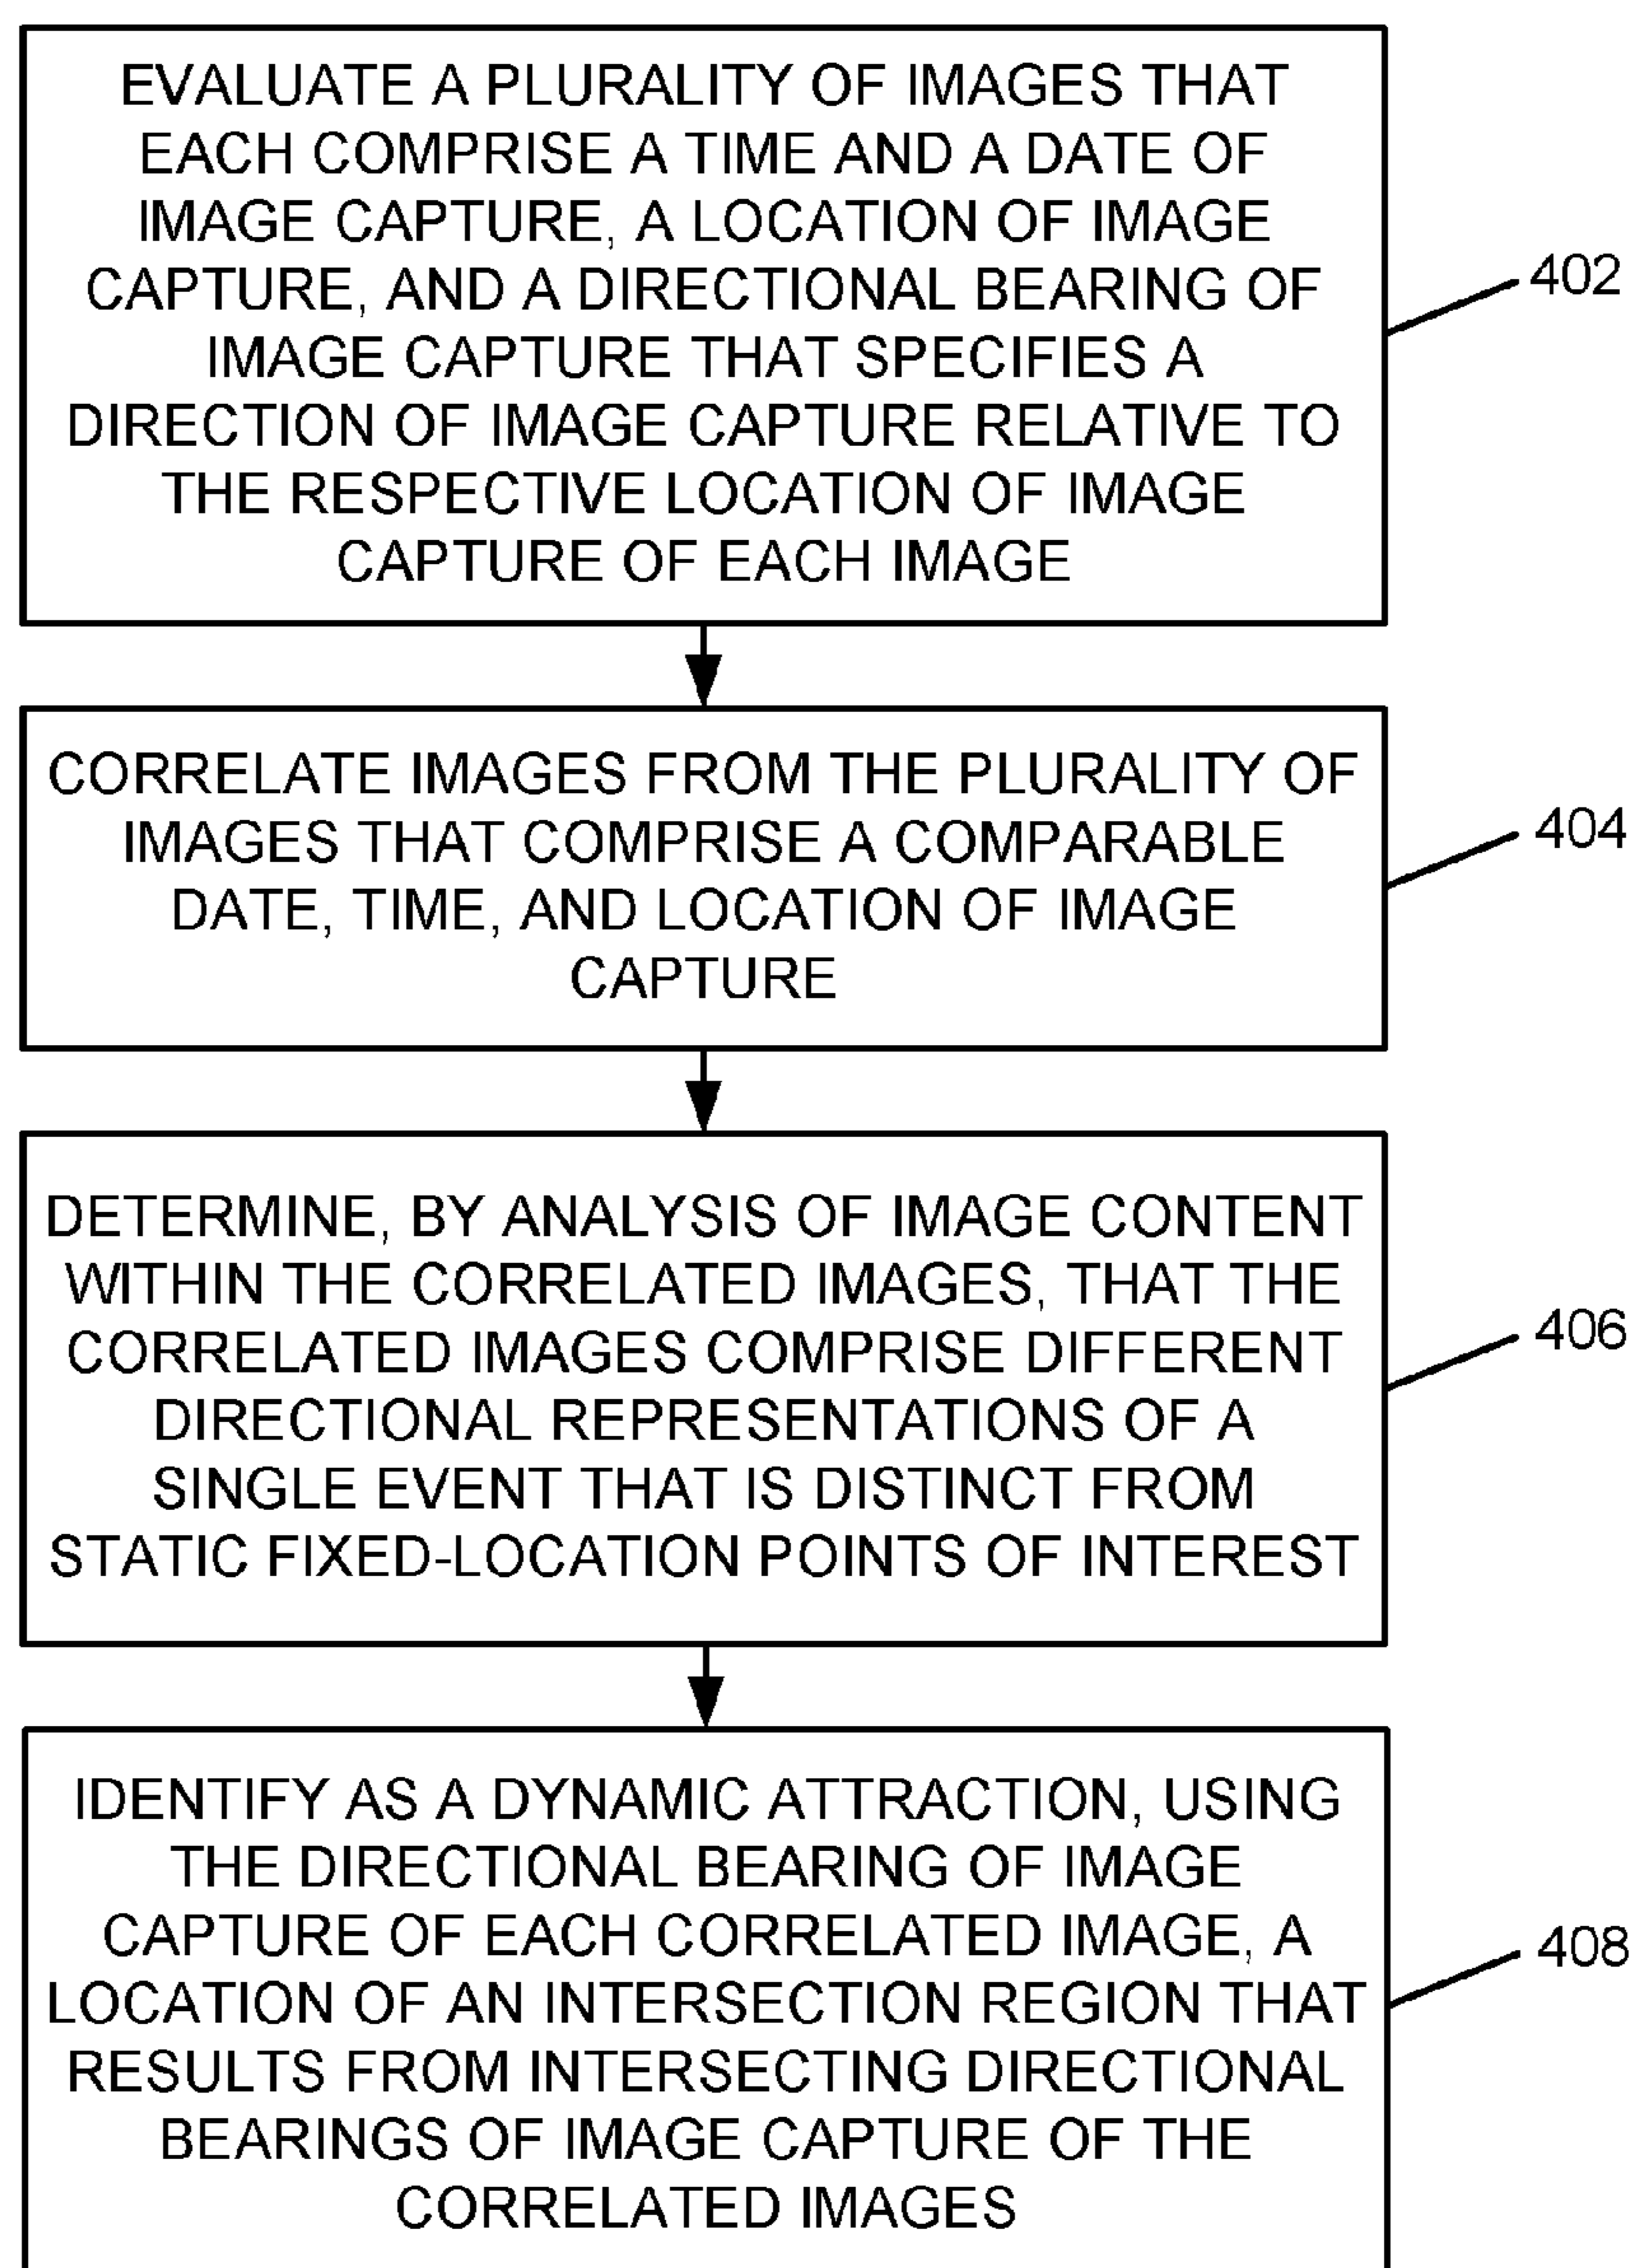 EVALUATE A PLURALITY OF IMAGES THAT
EACH COMPRISE A TIME AND A DATE OF
IMAGE CAPTURE, A LOCATION OF IMAGE
CAPTURE, AND A DIRECTIONAL BEARING OF
IMAGE CAPTURE THAT SPECIFIES A
DIRECTION OF IMAGE CAPTURE RELATIVE TO
THE RESPECTIVE LOCATION OF IMAGE
CAPTURE OF EACH IMAGE
402
CORRELATE IMAGES FROM THE PLURALITY OF
IMAGES THAT COMPRISE A COMPARABLE
DATE, TIME, AND LOCATION OF IMAGE
CAPTURE
404
DETERMINE, BY ANALYSIS OF IMAGE CONTENT
WITHIN THE CORRELATED IMAGES, THAT THE
CORRELATED IMAGES COMPRISE DIFFERENT
DIRECTIONAL REPRESENTATIONS OF A
SINGLE EVENT THAT IS DISTINCT FROM
STATIC FIXED-LOCATION POINTS OF INTEREST
406
IDENTIFY AS A DYNAMIC ATTRACTION, USING
THE DIRECTIONAL BEARING OF IMAGE
CAPTURE OF EACH CORRELATED IMAGE, A
LOCATION OF AN INTERSECTION REGION THAT
RESULTS FROM INTERSECTING DIRECTIONAL
BEARINGS OF IMAGE CAPTURE OF THE
CORRELATED IMAGES
408